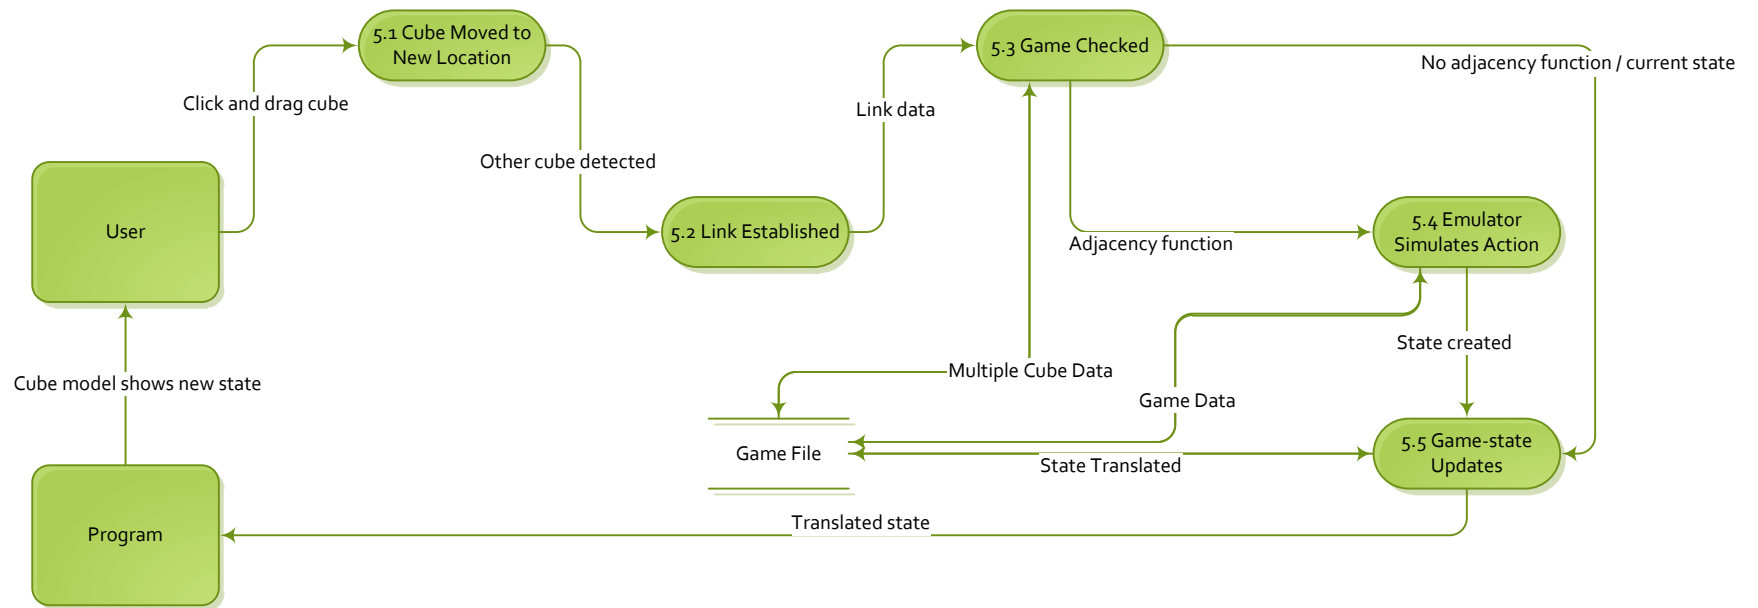 5.1 Cube Moved to
New Location
5.3 Game Checked
No adjacency function / current state
Click and drag cube
Link data
Other cube detected
User
5.2 Link Established
5.4 Emulator
Simulates Action
Adjacency function
State created
Multiple Cube Data
Cube model shows new state
Game Data
Game File
5.5 Game-state
Updates
State Translated
Translated state
Program